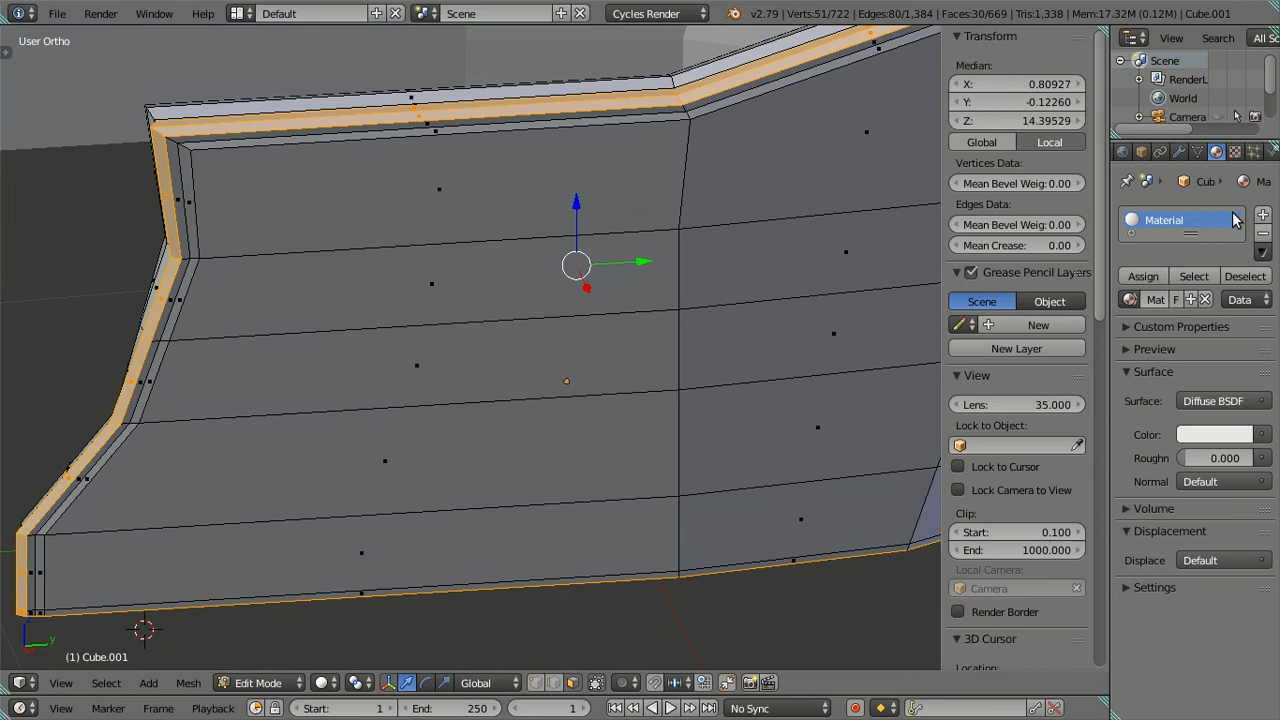 File Render Window Help Default Scene Cycles Render v2.79 | Verts:51/722 | Edges:80/1,384 | Faces:30/669 | Tris:1,338 | Mem:17.32M (0.12M) | Cube.001
User Ortho
Transform
View Search All Sc
Scene
Median:
RenderL
X: 0.80927
World
Y: -0.12260
Camera
Z: 14.39529
Global Local
Vertices Data:
Mean Bevel Weig: 0.00
Cub Ma
Edges Data:
Material
Mean Bevel Weig: 0.00
Mean Crease: 0.00
Grease Pencil Layers
Assign Select Deselect
Scene Object
Mat F Data
New
Custom Properties
New Layer
Preview
View
Surface
Lens: 35.000
Surface: Diffuse BSDF
Lock to Object:
Color:
Lock to Cursor
Roughn 0.000
Lock Camera to View
Normal Default
Clip:
Volume
Start: 0.100
Displacement
End: 1000.000
Displace Default
Local Camera:
Camera
Settings
Render Border
3D Cursor
y
(1) Cube.001
Location:
View Select Add Mesh Edit Mode Global
View Marker Frame Playback Start: 1 End: 250 1 No Sync